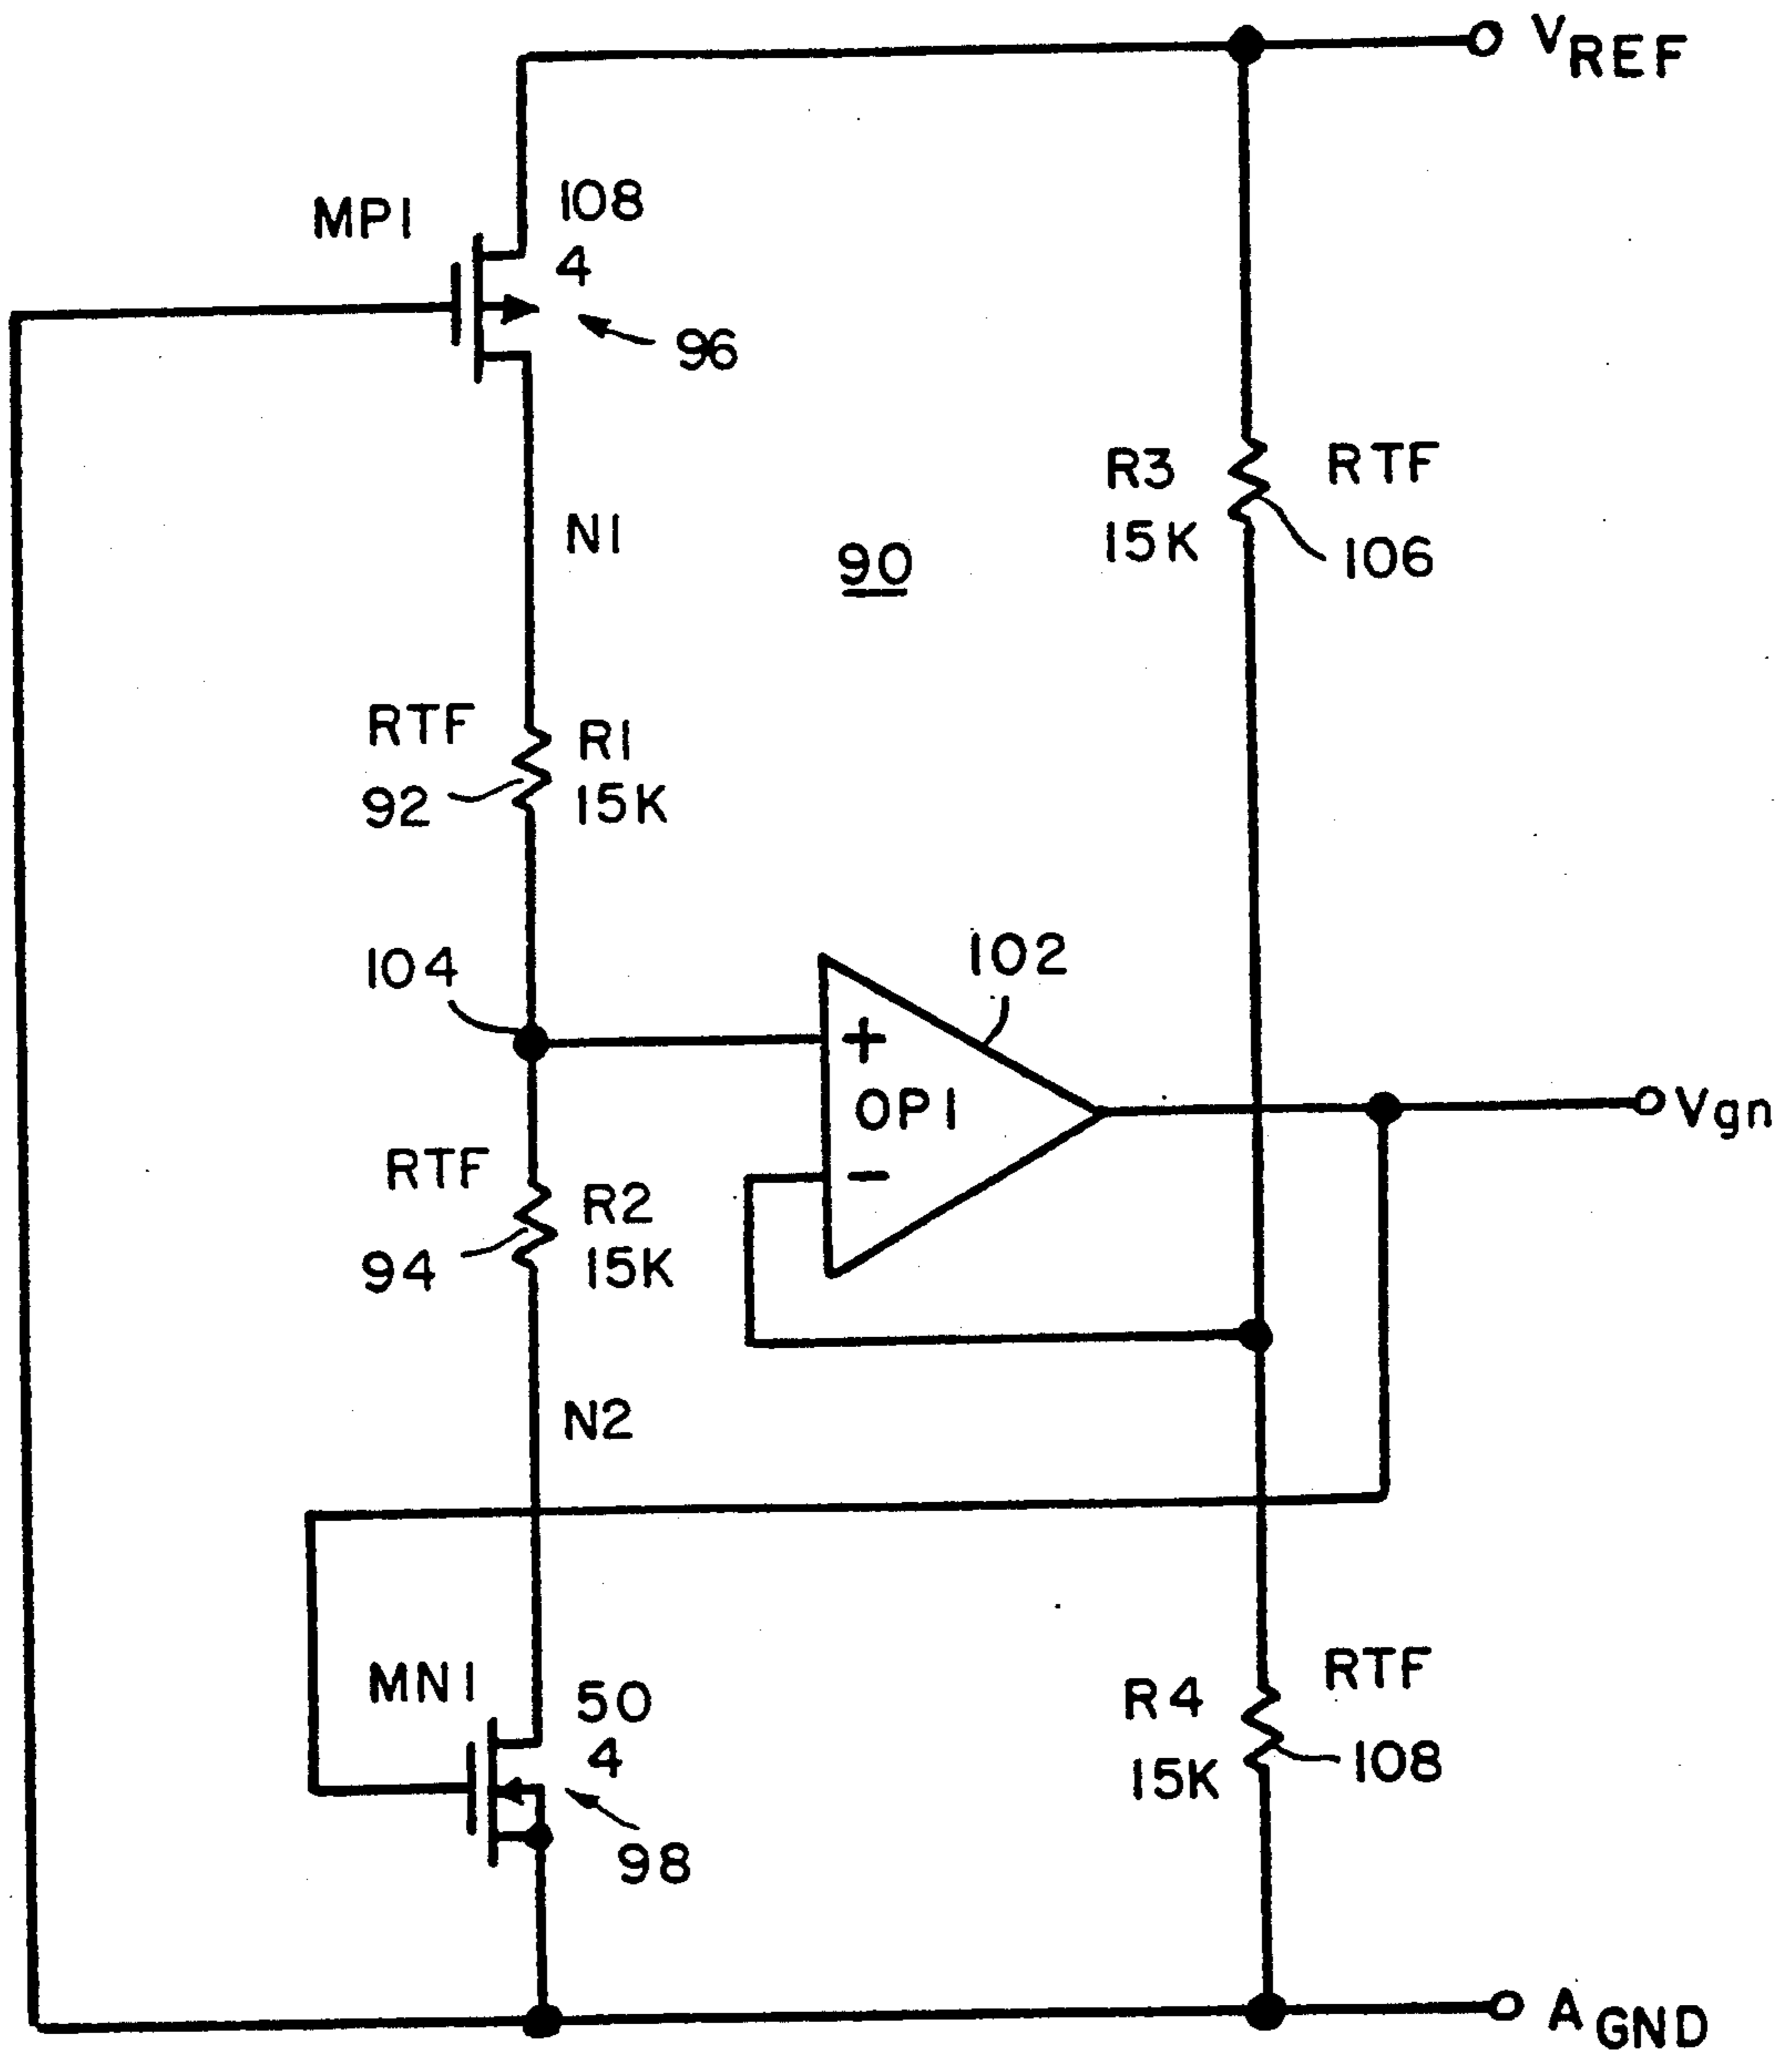 VREF
MP1
108
4
96
R3
15K
RTF
106
N1
90
RTF
92
R1
15K
104
102
+
OP1
-
Vgn
RTF
94
R2
15K
N2
MN1
50
4
98
R4
15K
RTF
108
AGND